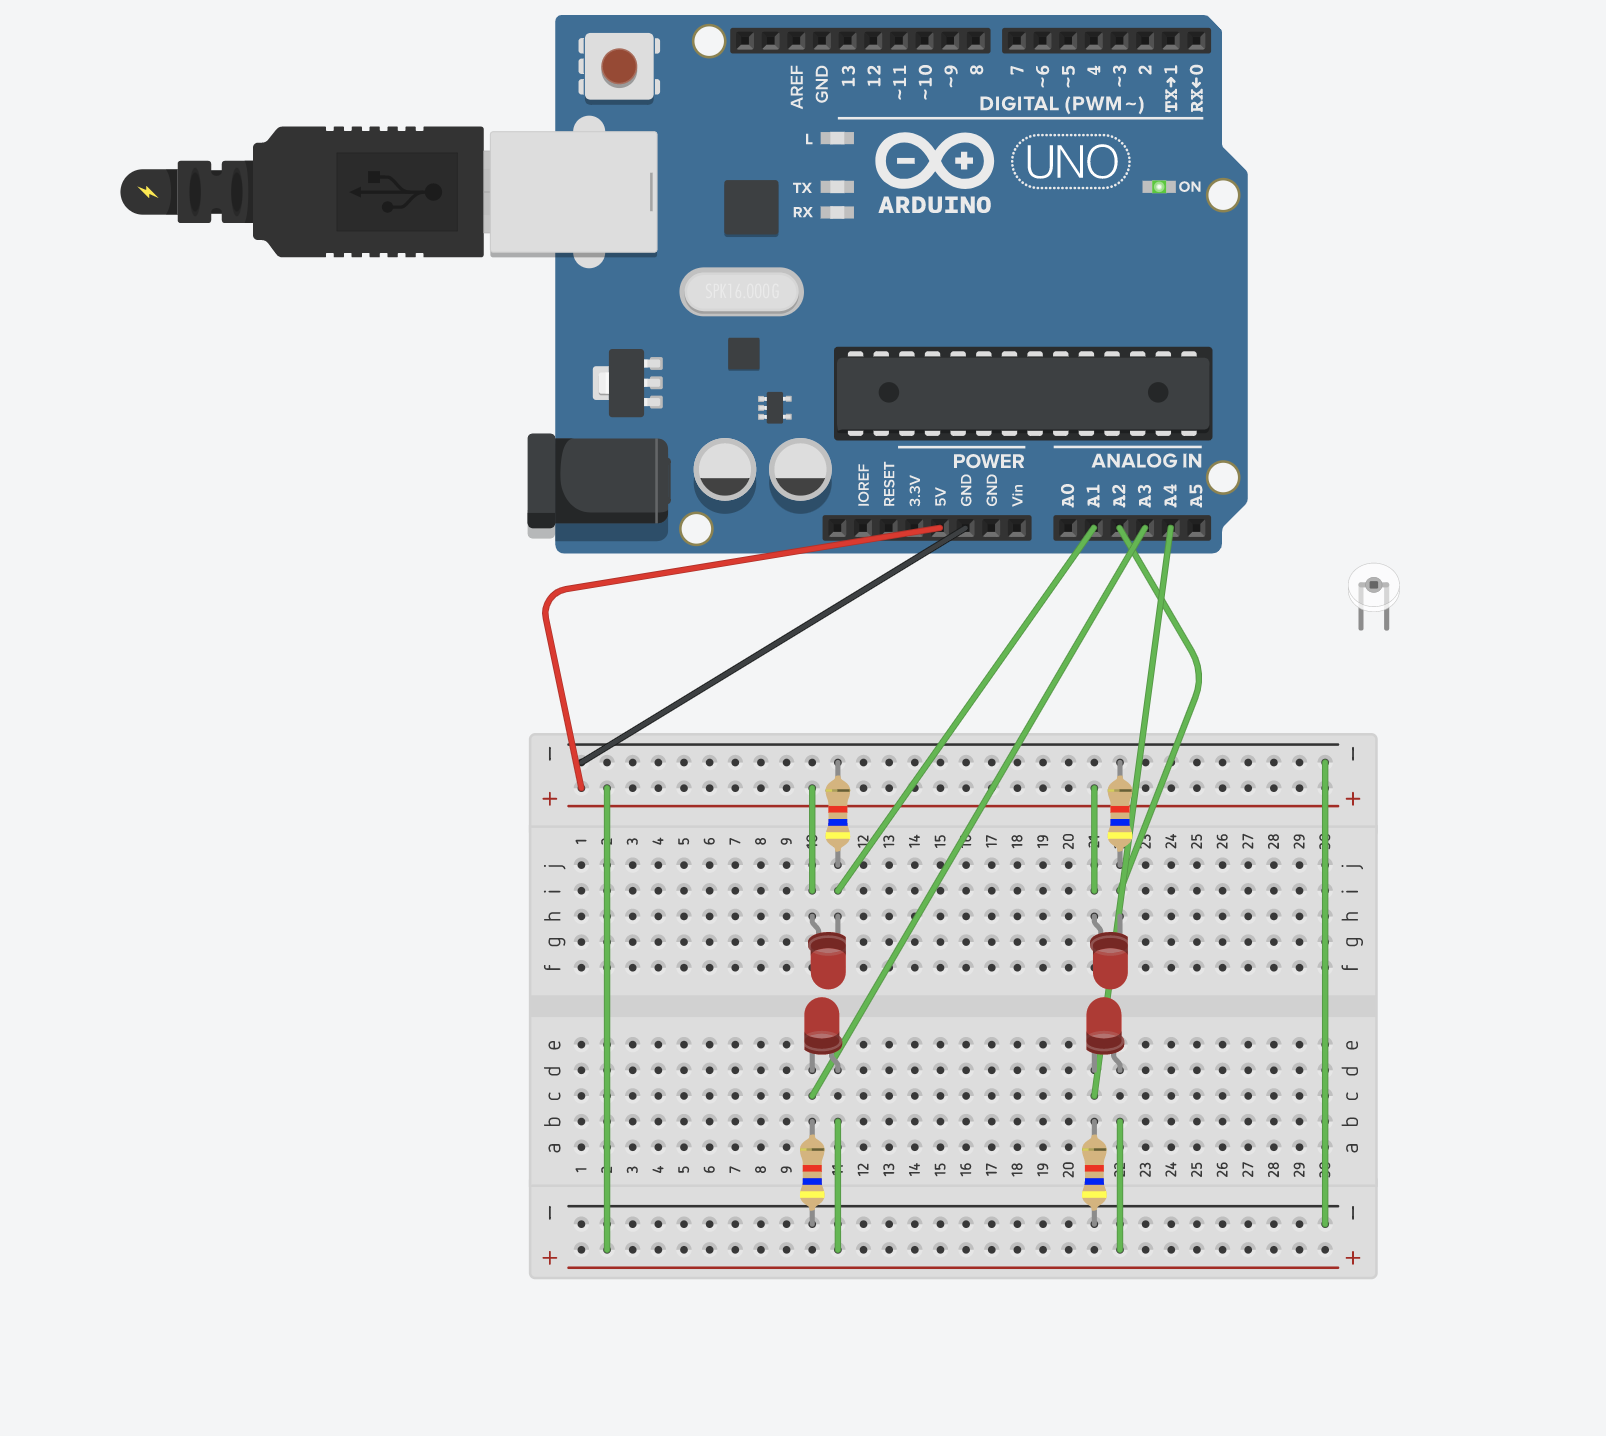 AREF GND 13 12 ~11 ~10 ~9 8 7 ~6 ~5 4 ~3 2 TX→1 RX←0
DIGITAL (PWM~)
L
TX
RX
UNO
ARDUINO
ON
SPK16.000G
POWER
ANALOG IN
IOREF RESET 3.3V 5V GND GND Vin A0 A1 A2 A3 A4 A5
− −
+ +
1 2 3 4 5 6 7 8 9 10 11 12 13 14 15 16 17 18 19 20 21 22 23 24 25 26 27 28 29 30
j j
i i
h h
g g
f f
e e
d d
c c
b b
a a
1 2 3 4 5 6 7 8 9 10 11 12 13 14 15 16 17 18 19 20 21 22 23 24 25 26 27 28 29 30
− −
+ +